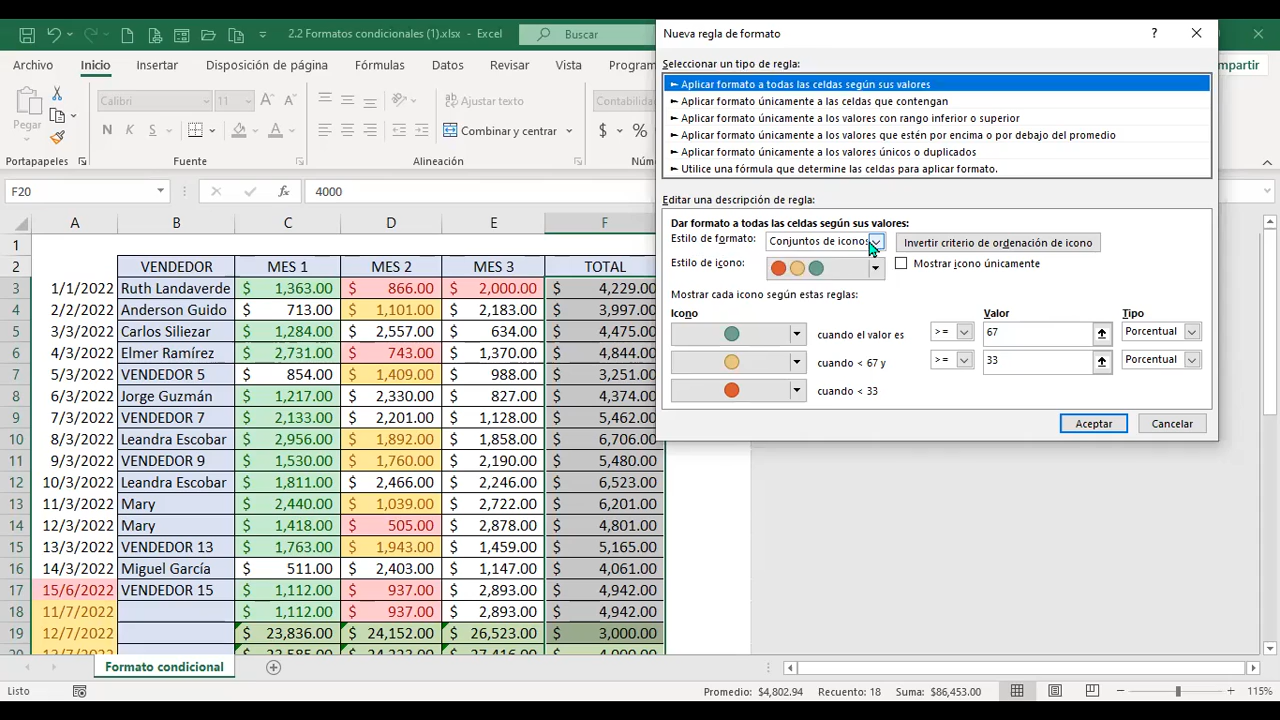 2.2 Formatos condicionales (1).xlsx - Excel
Buscar
Archivo Inicio Insertar Disposición de página Fórmulas Datos Revisar Vista
Pegar
Calibri 11
N K S
Ajustar texto
Combinar y centrar
$ %
Portapapeles Fuente Alineación
F20 fx 4000
A B C D E F
1
2 VENDEDOR MES 1 MES 2 MES 3 TOTAL
3 1/1/2022 Ruth Landaverde $ 1,363.00 $ 866.00 $ 2,000.00 $ 4,229.00
4 2/2/2022 Anderson Guido $ 713.00 $ 1,101.00 $ 2,183.00 $ 3,997.00
5 3/3/2022 Carlos Siliezar $ 1,284.00 $ 2,557.00 $ 634.00 $ 4,475.00
6 4/3/2022 Elmer Ramírez $ 2,731.00 $ 743.00 $ 1,370.00 $ 4,844.00
7 5/3/2022 VENDEDOR 5 $ 854.00 $ 1,409.00 $ 988.00 $ 3,251.00
8 6/3/2022 Jorge Guzmán $ 1,217.00 $ 2,330.00 $ 827.00 $ 4,374.00
9 7/3/2022 VENDEDOR 7 $ 2,133.00 $ 2,201.00 $ 1,128.00 $ 5,462.00
10 8/3/2022 Leandra Escobar $ 2,956.00 $ 1,892.00 $ 1,858.00 $ 6,706.00
11 9/3/2022 VENDEDOR 9 $ 1,530.00 $ 1,760.00 $ 2,190.00 $ 5,480.00
12 10/3/2022 Leandra Escobar $ 1,811.00 $ 2,466.00 $ 2,246.00 $ 6,523.00
13 11/3/2022 Mary $ 2,440.00 $ 1,039.00 $ 2,722.00 $ 6,201.00
14 12/3/2022 Mary $ 1,418.00 $ 505.00 $ 2,878.00 $ 4,801.00
15 13/3/2022 VENDEDOR 13 $ 1,763.00 $ 1,943.00 $ 1,459.00 $ 5,165.00
16 14/3/2022 Miguel García $ 511.00 $ 2,403.00 $ 1,147.00 $ 4,061.00
17 15/6/2022 VENDEDOR 15 $ 1,112.00 $ 937.00 $ 2,893.00 $ 4,942.00
18 11/7/2022 $ 1,112.00 $ 937.00 $ 2,893.00 $ 4,942.00
19 12/7/2022 $ 23,836.00 $ 24,152.00 $ 26,523.00 $ 3,000.00
Formato condicional
Listo Promedio: $4,802.94 Recuento: 18 Suma: $86,453.00 115%
Nueva regla de formato ?
Seleccionar un tipo de regla:
► Aplicar formato a todas las celdas según sus valores
► Aplicar formato únicamente a las celdas que contengan
► Aplicar formato únicamente a los valores con rango inferior o superior
► Aplicar formato únicamente a los valores que estén por encina o por debajo del promedio
► Aplicar formato únicamente a los valores únicos o duplicados
► Utilice una fórmula que determine las celdas para aplicar formato.
Editar una descripción de regla:
Dar formato a todas las celdas según sus valores:
Estilo de formato: Conjuntos de iconos Invertir criterio de ordenación de icono
Estilo de icono: Mostrar icono únicamente
Mostrar cada icono según estas reglas:
Icono Valor Tipo
cuando el valor es >= 67 Porcentual
cuando < 67 y >= 33 Porcentual
cuando < 33
Aceptar Cancelar